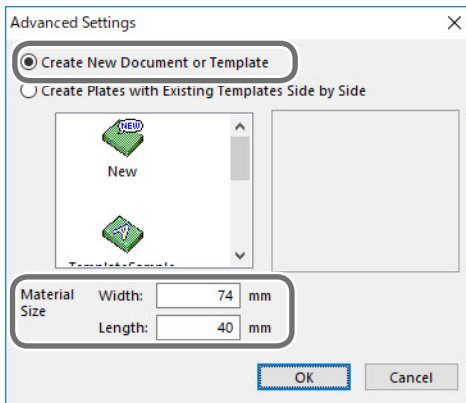 Advanced Settings
Create New Document or Template
Create Plates with Existing Templates Side by Side
NEW
New
TemplateSample
Material Size
Width: 74 mm
Length: 40 mm
OK Cancel